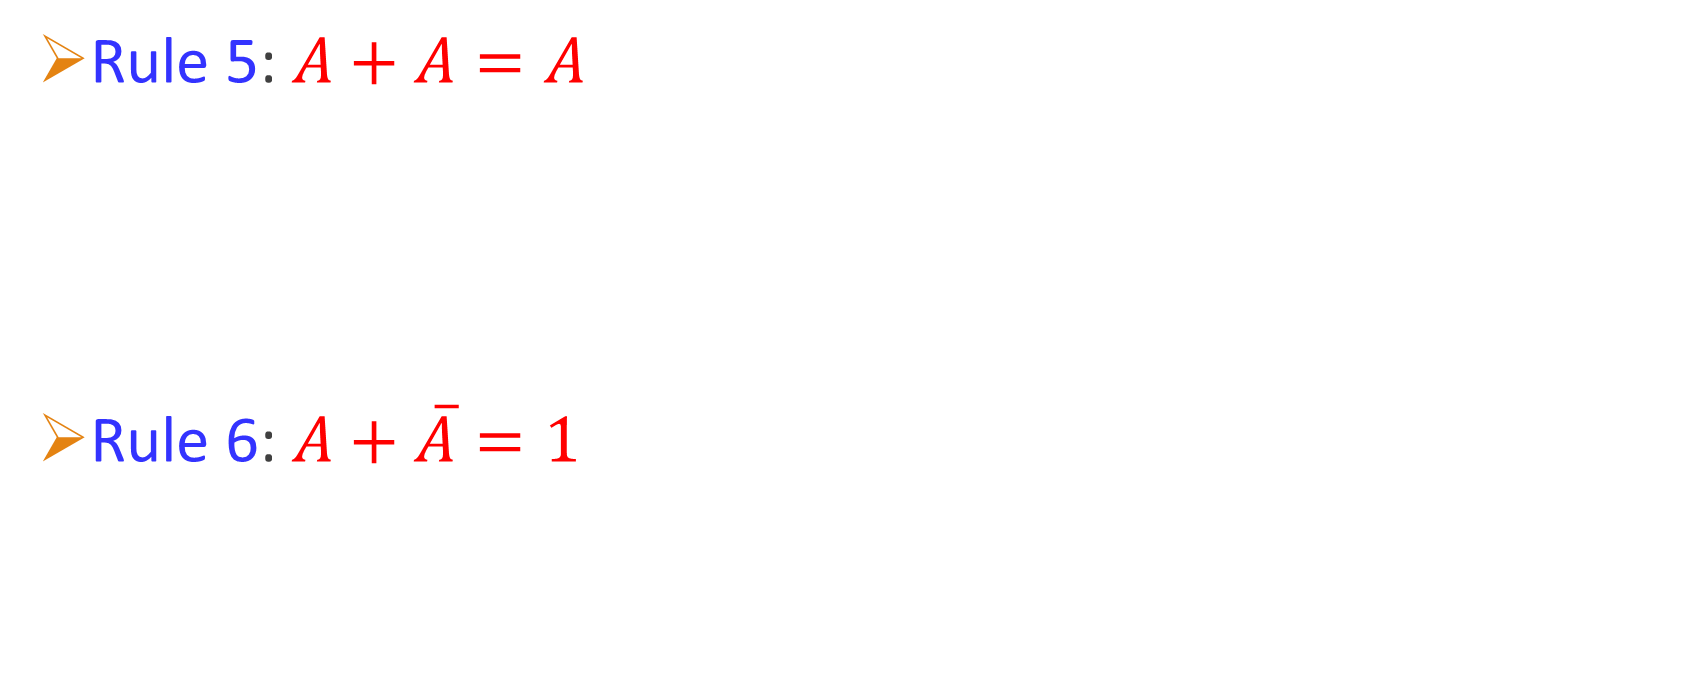 Rule 5: A + A = A
Rule 6: A + Ā = 1